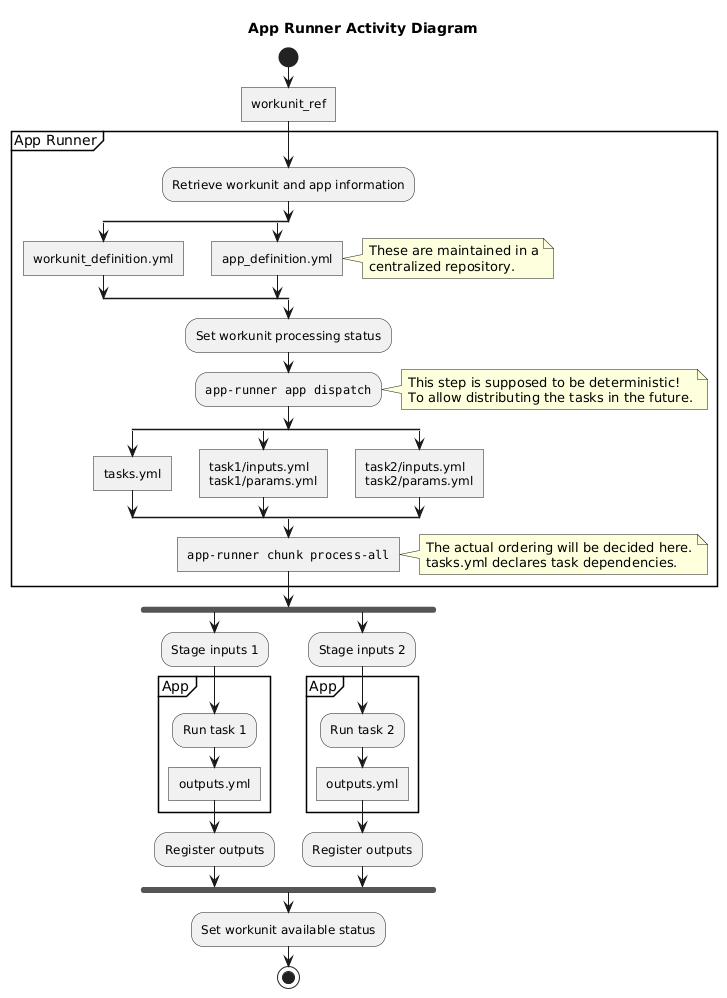 App Runner Activity Diagram
workunit_ref
App Runner
Retrieve workunit and app information
workunit_definition.yml
app_definition.yml
These are maintained in a
centralized repository.
Set workunit processing status
app-runner app dispatch
This step is supposed to be deterministic!
To allow distributing the tasks in the future.
tasks.yml
task1/inputs.yml
task1/params.yml
task2/inputs.yml
task2/params.yml
app-runner chunk process-all
The actual ordering will be decided here.
tasks.yml declares task dependencies.
Stage inputs 1
Stage inputs 2
App
App
Run task 1
Run task 2
outputs.yml
outputs.yml
Register outputs
Register outputs
Set workunit available status